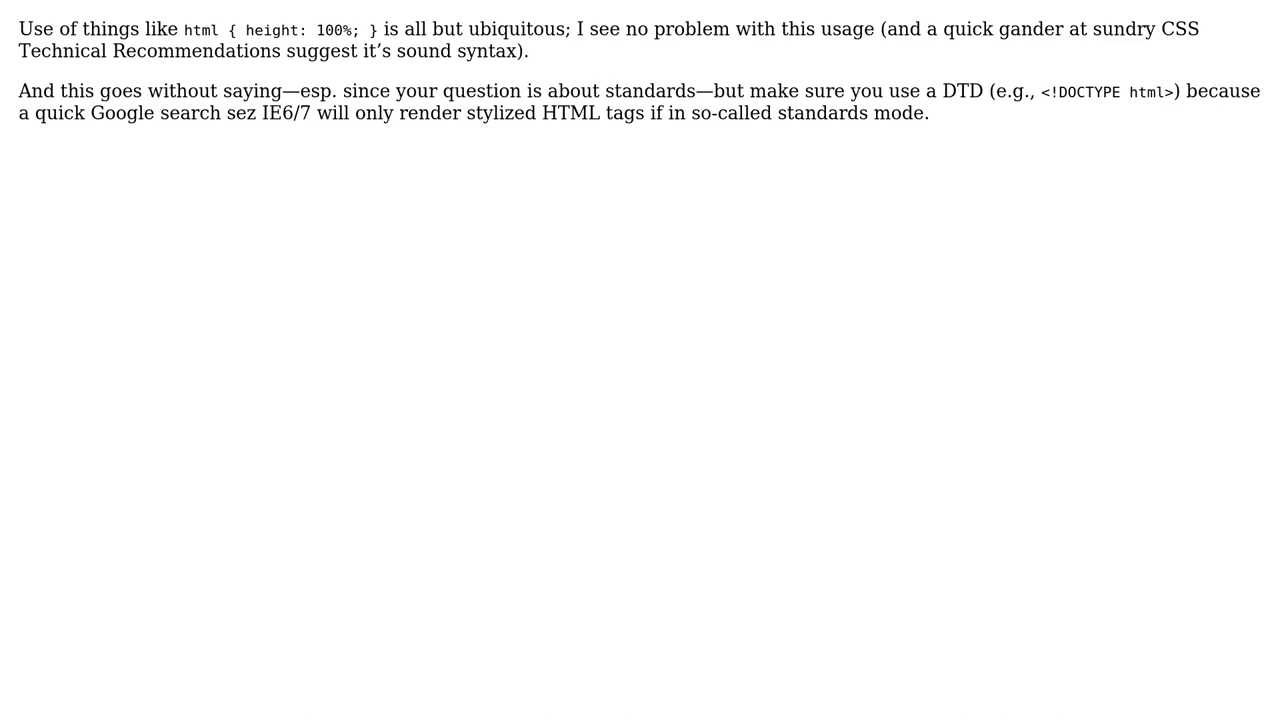 Use of things like html { height: 100%; } is all but ubiquitous; I see no problem with this usage (and a quick gander at sundry CSS
Technical Recommendations suggest it’s sound syntax).
And this goes without saying—esp. since your question is about standards—but make sure you use a DTD (e.g., <!DOCTYPE html>) because
a quick Google search sez IE6/7 will only render stylized HTML tags if in so-called standards mode.